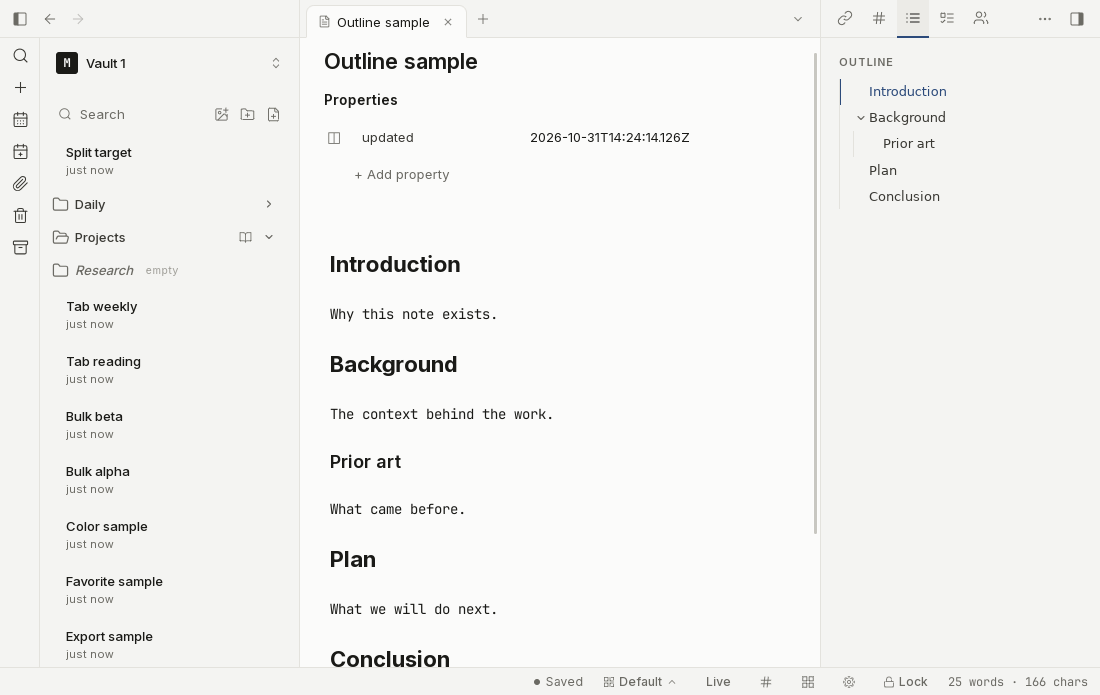 Outline sample
M Vault 1
Search
Split target
just now
Daily
Projects
Research empty
Tab weekly
just now
Tab reading
just now
Bulk beta
just now
Bulk alpha
just now
Color sample
just now
Favorite sample
just now
Export sample
just now
Outline sample
Properties
updated 2026-10-31T14:24:14.126Z
+ Add property
Introduction
Why this note exists.
Background
The context behind the work.
Prior art
What came before.
Plan
What we will do next.
Conclusion
OUTLINE
Introduction
Background
Prior art
Plan
Conclusion
Saved Default Live Lock 25 words · 166 chars